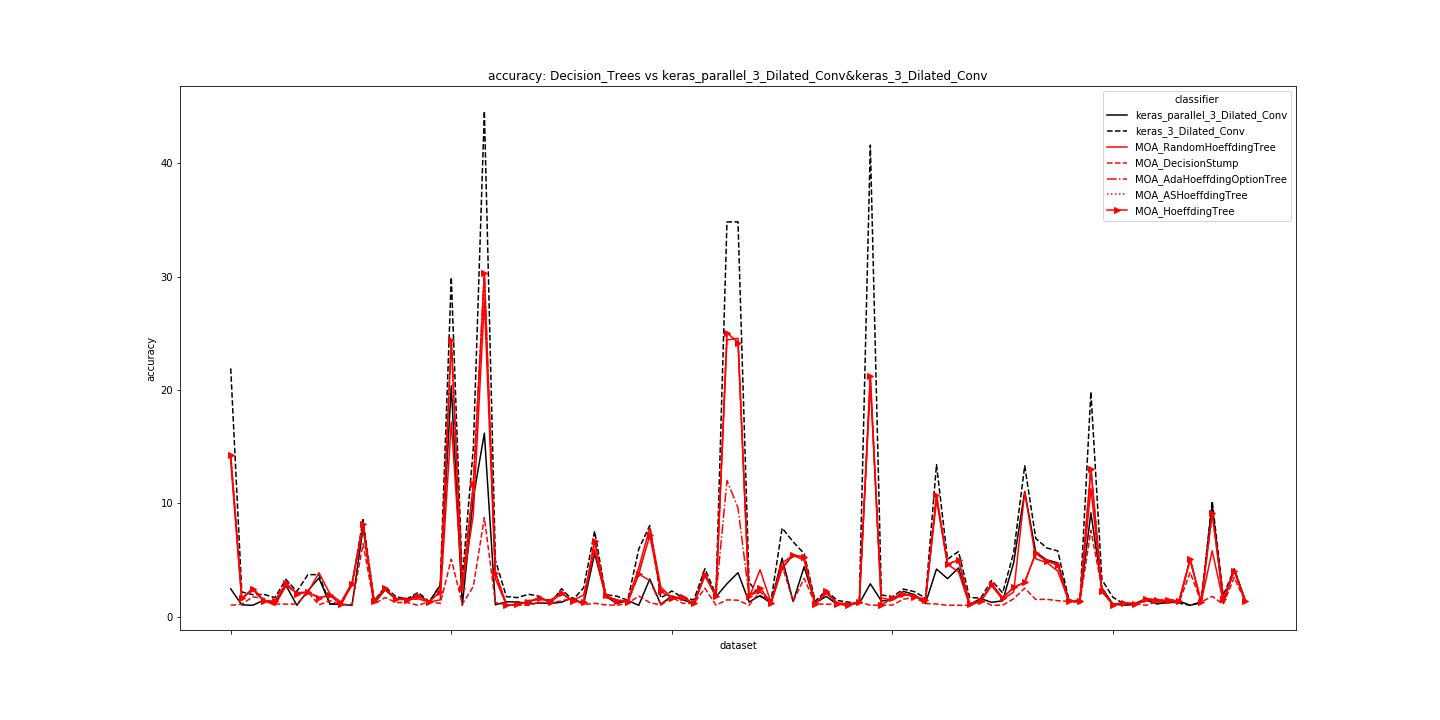 accuracy: Decision_Trees vs keras_parallel_3_Dilated_Conv&keras_3_Dilated_Conv
classifier
keras_parallel_3_Dilated_Conv
keras_3_Dilated_Conv
MOA_RandomHoeffdingTree
MOA_DecisionStump
MOA_AdaHoeffdingOptionTree
MOA_ASHoeffdingTree
MOA_HoeffdingTree
40
30
20
10
0
accuracy
dataset